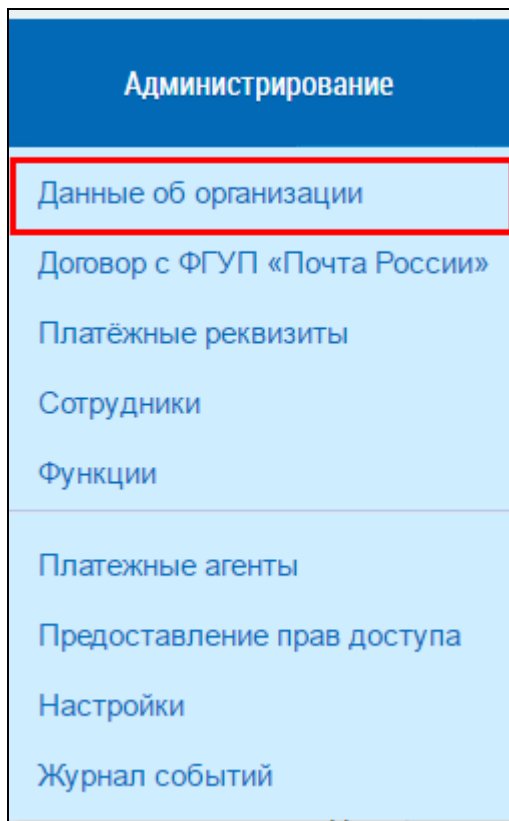 Администрирование
Данные об организации
Договор с ФГУП «Почта России»
Платёжные реквизиты
Сотрудники
Функции
Платежные агенты
Предоставление прав доступа
Настройки
Журнал событий